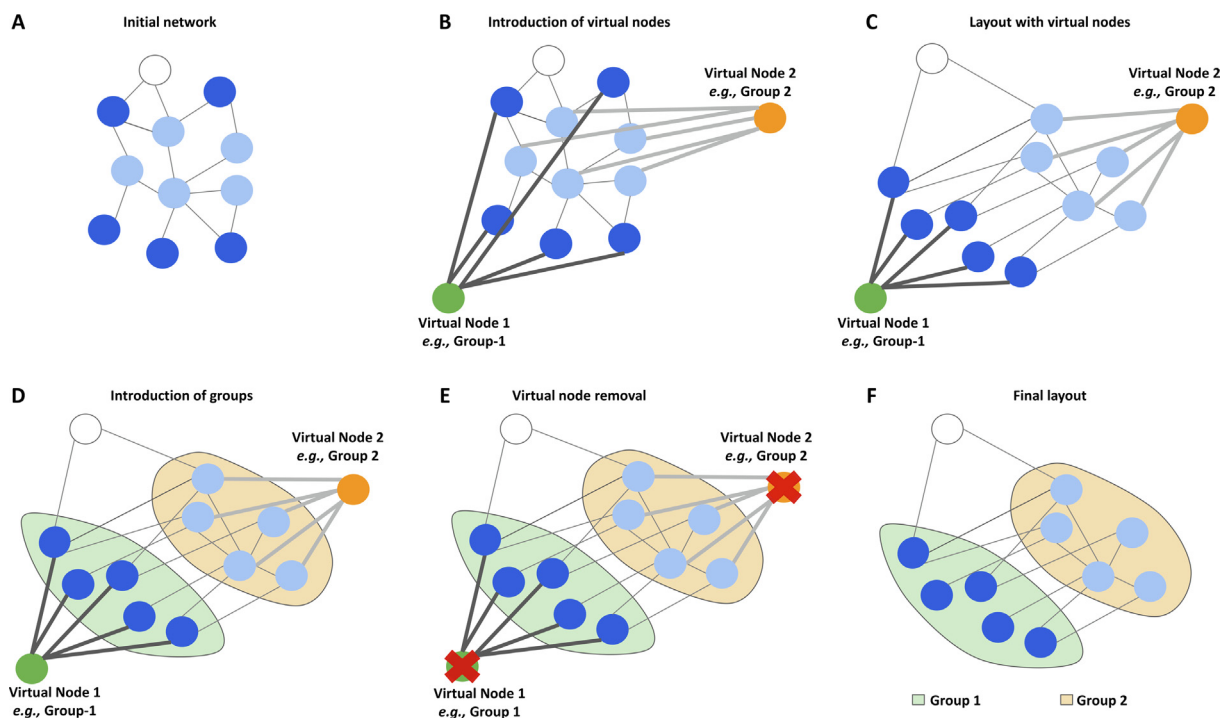 A
Initial network
B
Introduction of virtual nodes
Virtual Node 2
e.g., Group 2
Virtual Node 1
e.g., Group-1
C
Layout with virtual nodes
Virtual Node 2
e.g., Group 2
Virtual Node 1
e.g., Group-1
D
Introduction of groups
Virtual Node 2
e.g., Group 2
Virtual Node 1
e.g., Group-1
E
Virtual node removal
Virtual Node 2
e.g., Group 2
Virtual Node 1
e.g., Group 1
F
Final layout
Group 1
Group 2